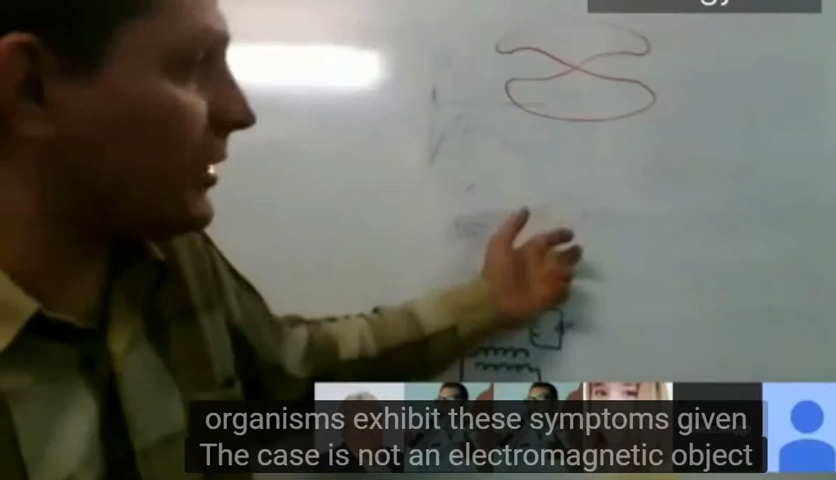 organisms exhibit these symptoms given
The case is not an electromagnetic object